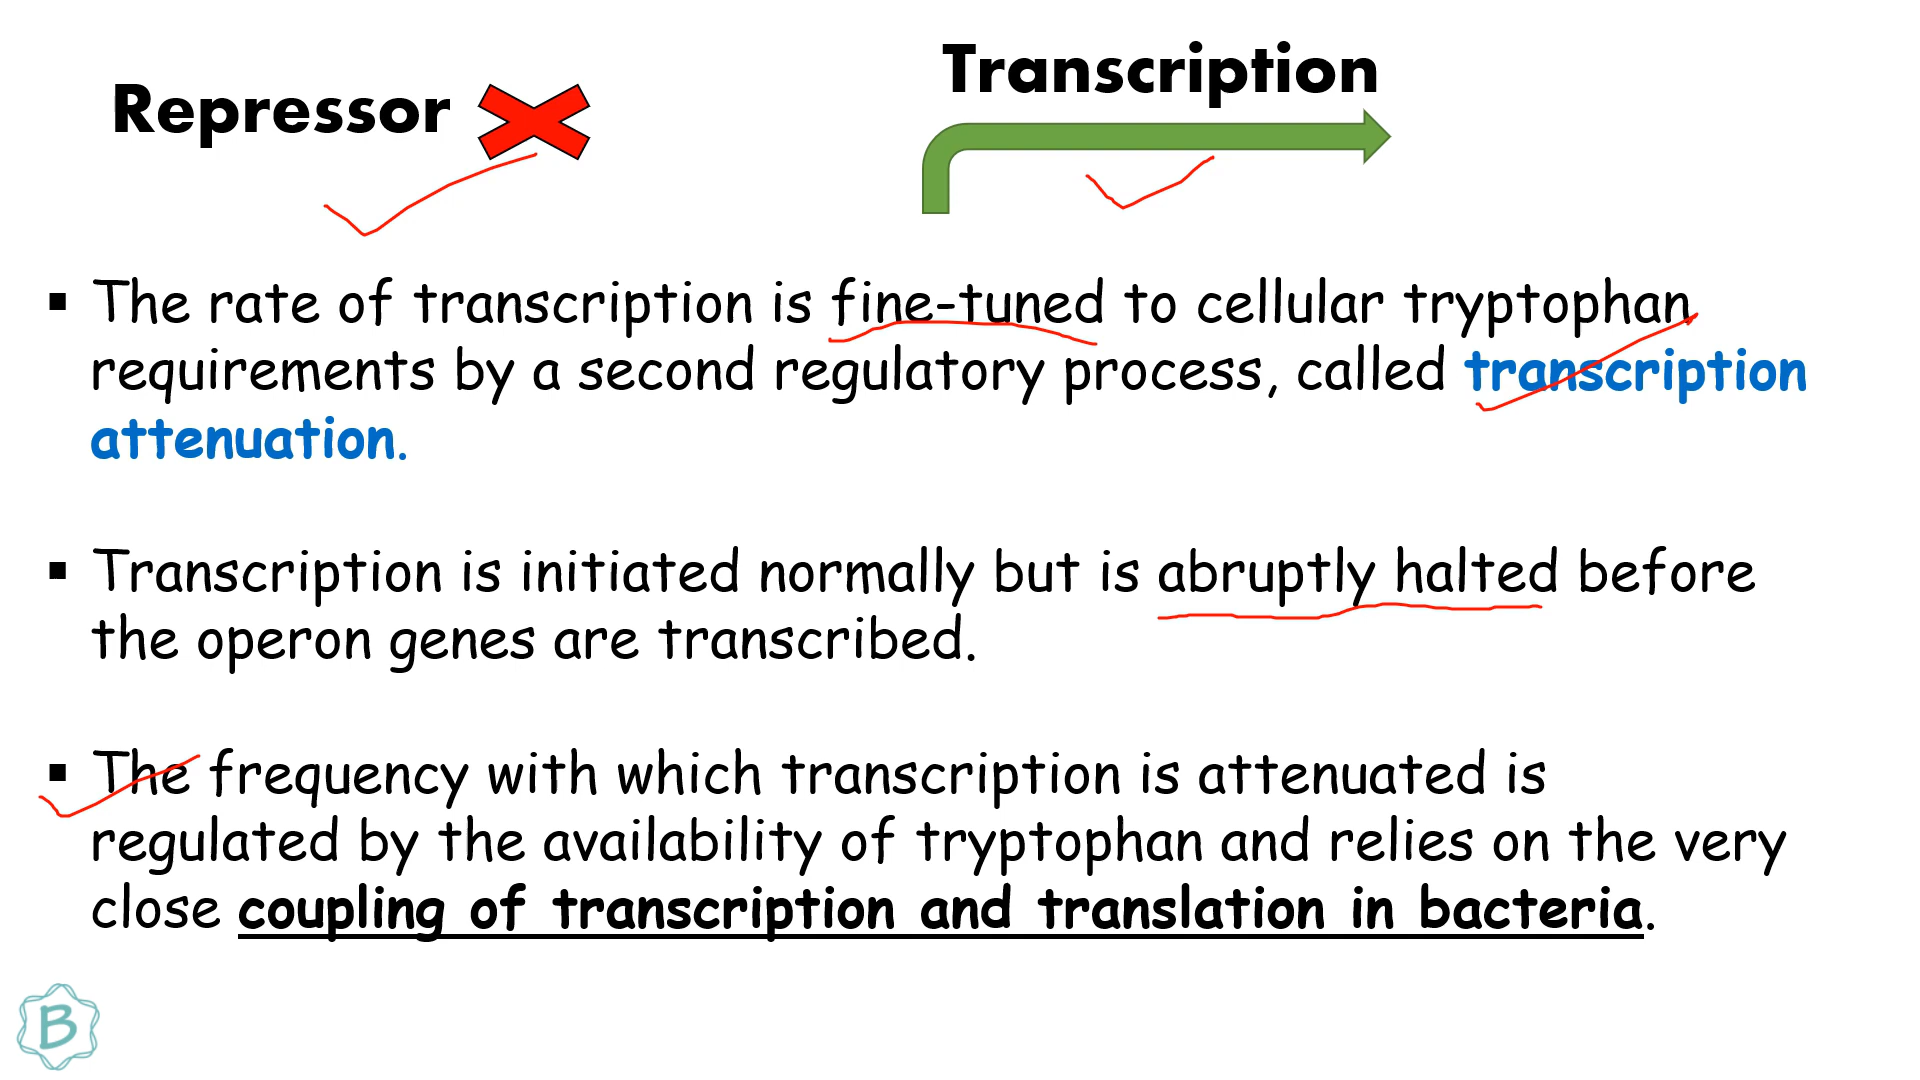 Repressor
Transcription
▪ The rate of transcription is fine-tuned to cellular tryptophan
requirements by a second regulatory process, called transcription
attenuation.
▪ Transcription is initiated normally but is abruptly halted before
the operon genes are transcribed.
▪ The frequency with which transcription is attenuated is
regulated by the availability of tryptophan and relies on the very
close coupling of transcription and translation in bacteria.
B